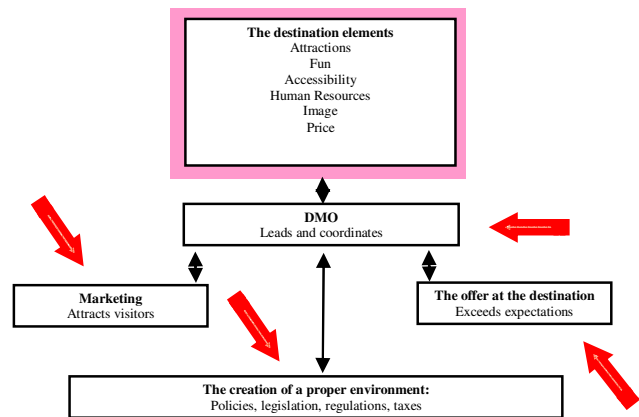 The destination elements
Attractions
Fun
Accessibility
Human Resources
Image
Price
DMO
Leads and coordinates
Marketing
Attracts visitors
The offer at the destination
Exceeds expectations
The creation of a proper environment:
Policies, legislation, regulations, taxes